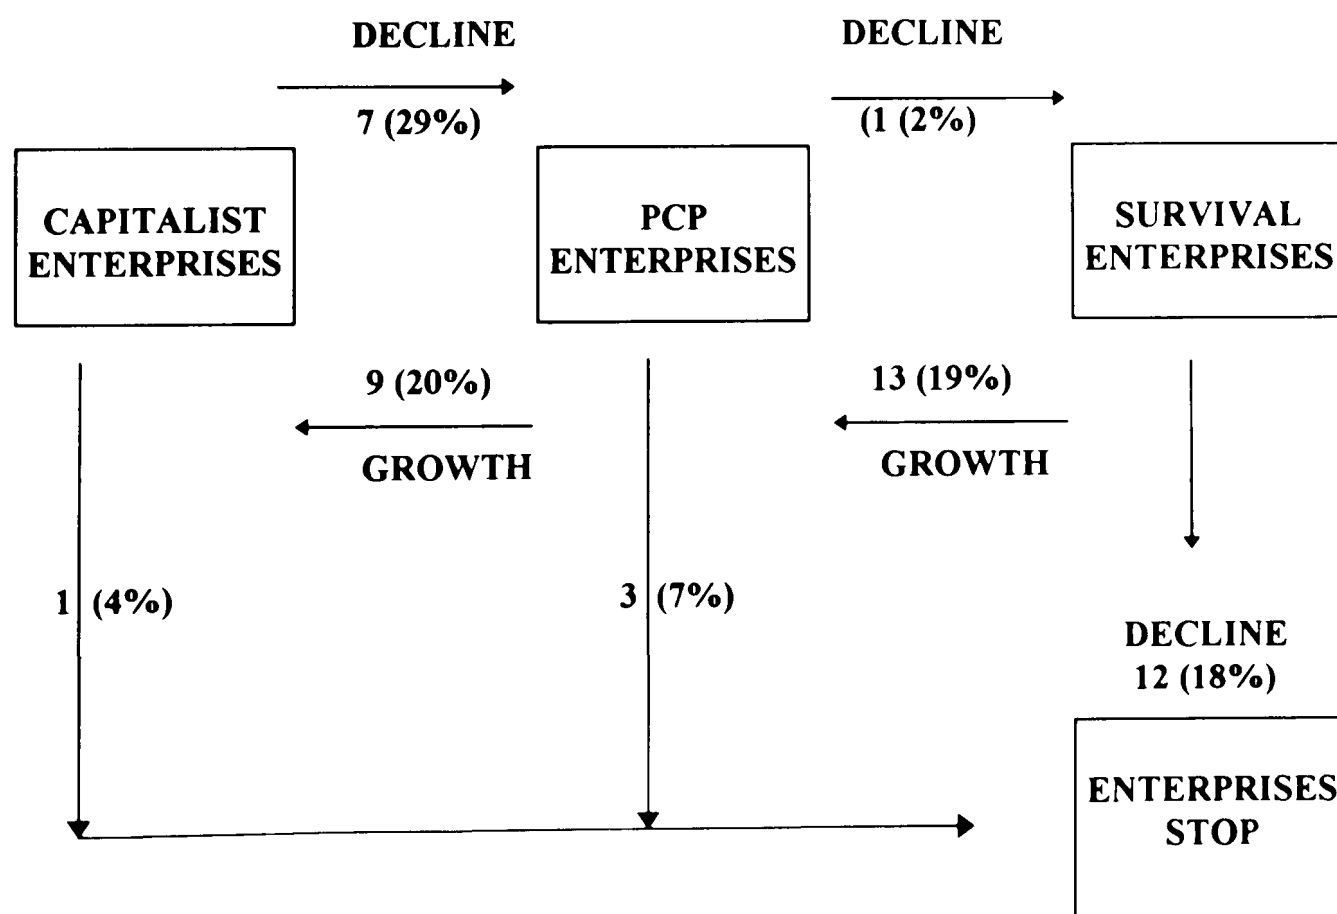 DECLINE
DECLINE
7 (29%)
(1 (2%)
CAPITALIST
ENTERPRISES
PCP
ENTERPRISES
SURVIVAL
ENTERPRISES
9 (20%)
13 (19%)
GROWTH
GROWTH
1 (4%)
3 (7%)
DECLINE
12 (18%)
ENTERPRISES
STOP